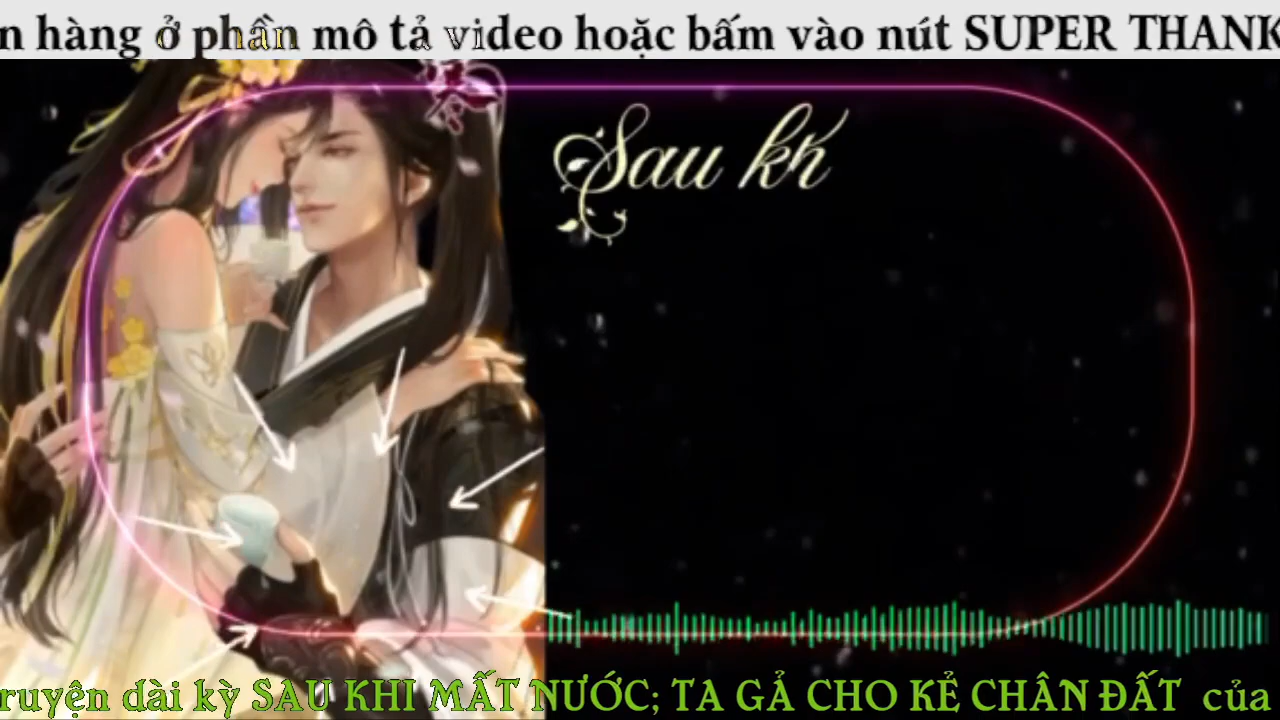 n hàng ở phần mô tả video hoặc bấm vào nút SUPER THANK
Sau kh
ruyện dài kỳ SAU KHI MẤT NƯỚC; TA GẢ CHO KẺ CHÂN ĐẤT của